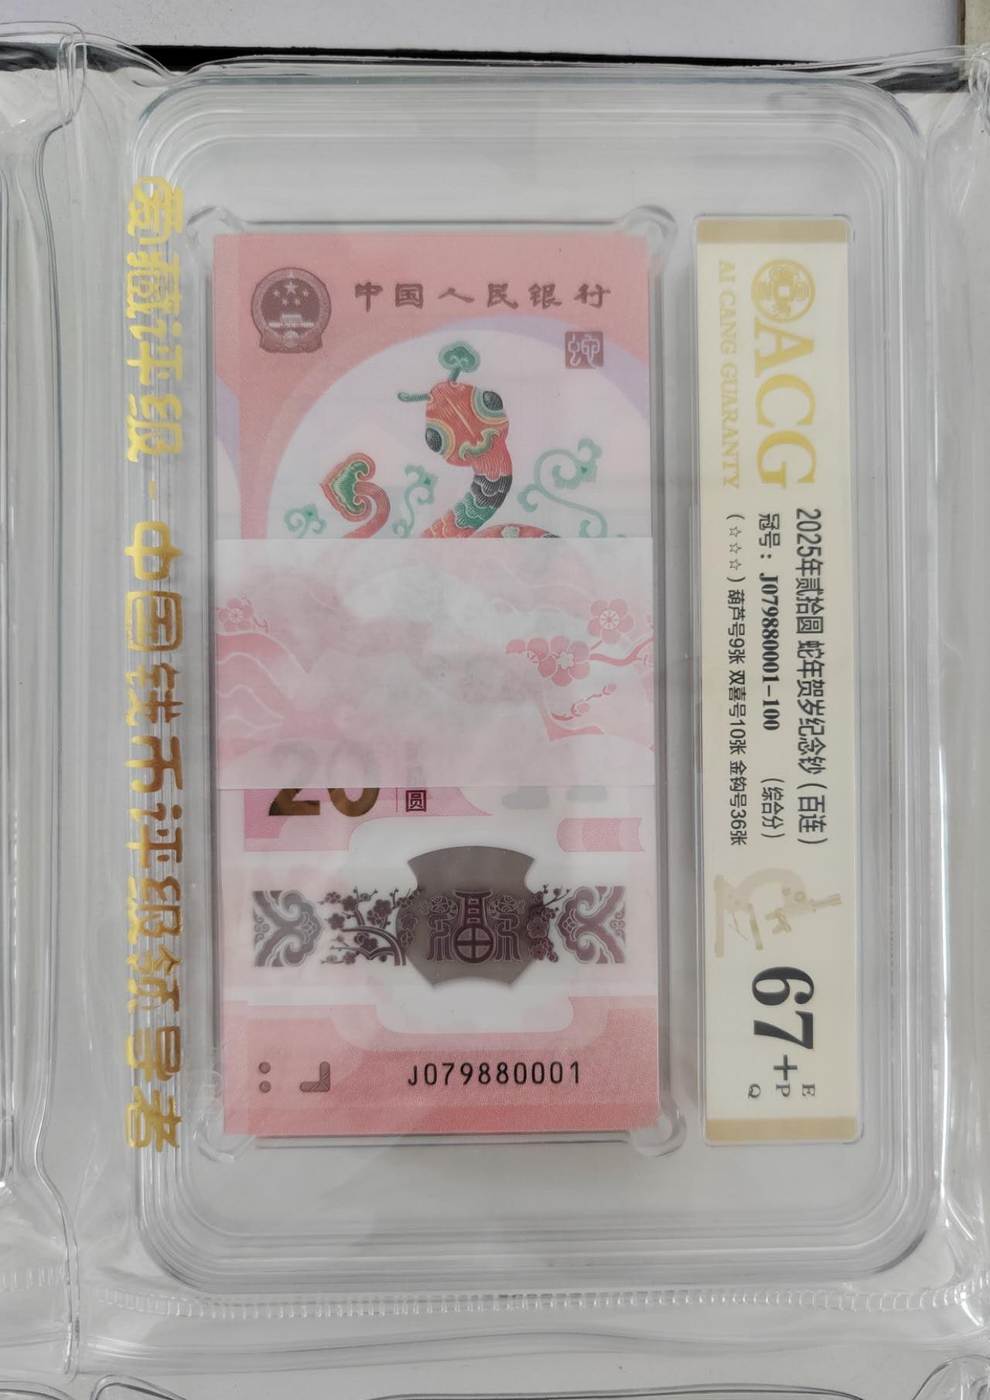 爱藏评级 - 中国钱币评级领导者
中国人民银行
蛇
20
圆
福
J079880001
ACG
AI CANG GUARANTY
2025年贰拾圆 蛇年贺岁纪念钞（百连）
冠号：J079880001-100 （综合分）
（☆☆☆）葫芦号9张 双喜号10张 金钩号36张
67+
E
P
Q